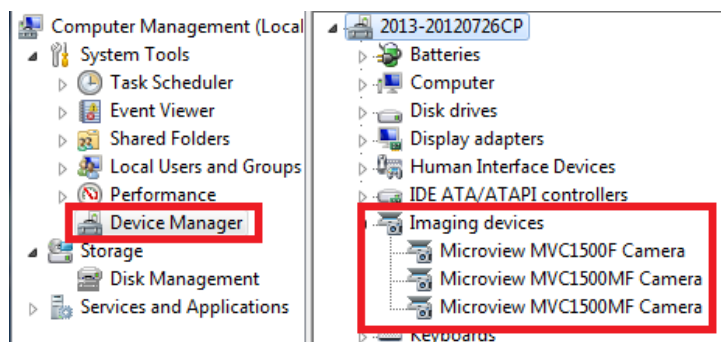 Computer Management (Local
System Tools
Task Scheduler
Event Viewer
Shared Folders
Local Users and Groups
Performance
Device Manager
Storage
Disk Management
Services and Applications
2013-20120726CP
Batteries
Computer
Disk drives
Display adapters
Human Interface Devices
IDE ATA/ATAPI controllers
Imaging devices
Microview MVC1500F Camera
Microview MVC1500MF Camera
Microview MVC1500MF Camera
Keyboards